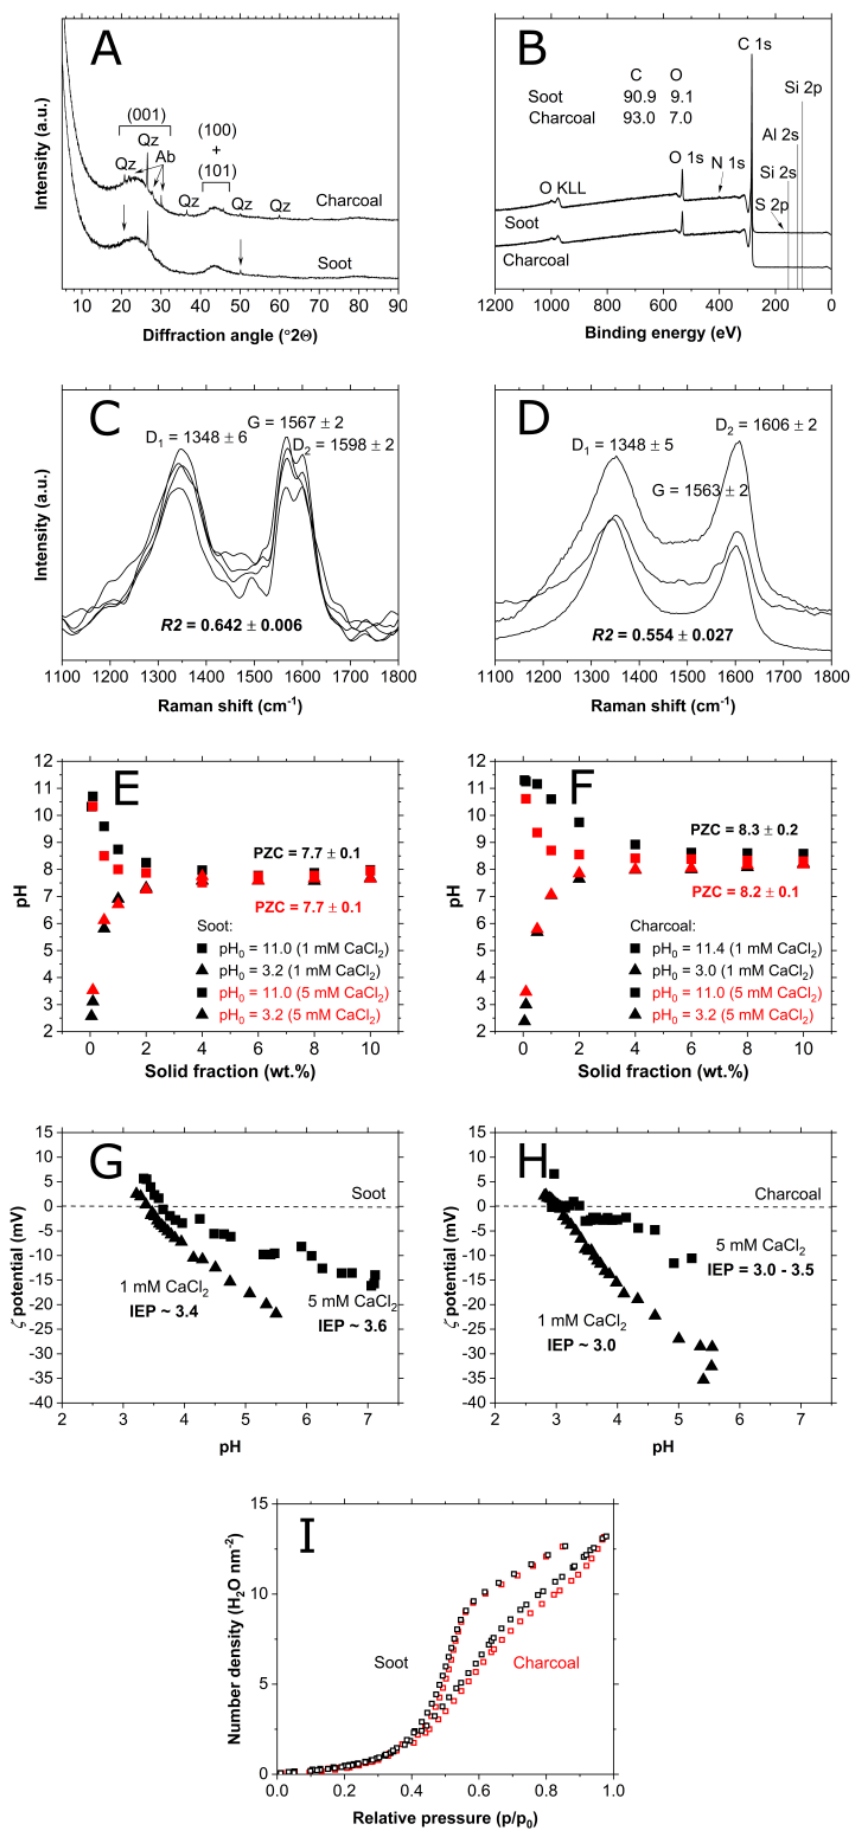 A
(001)
Qz
Qz
Ab
(100)
+
(101)
Qz
Qz
Qz
Charcoal
Soot
Intensity (a.u.)
10 20 30 40 50 60 70 80 90
Diffraction angle (°2Θ)
B
C 1s
C O
Soot 90.9 9.1
Charcoal 93.0 7.0
Si 2p
Al 2s
Si 2s
S 2p
O 1s
N 1s
O KLL
Soot
Charcoal
Intensity (a.u.)
1200 1000 800 600 400 200 0
Binding energy (eV)
C
G = 1567 ± 2
D1 = 1348 ± 6
D2 = 1598 ± 2
R2 = 0.642 ± 0.006
Intensity (a.u.)
1100 1200 1300 1400 1500 1600 1700 1800
Raman shift (cm-1)
D
D2 = 1606 ± 2
D1 = 1348 ± 5
G = 1563 ± 2
R2 = 0.554 ± 0.027
1100 1200 1300 1400 1500 1600 1700 1800
Raman shift (cm-1)
E
12
11
10
9
8
7
6
5
4
3
2
pH
PZC = 7.7 ± 0.1
PZC = 7.7 ± 0.1
Soot:
pH0 = 11.0 (1 mM CaCl2)
pH0 = 3.2 (1 mM CaCl2)
pH0 = 11.0 (5 mM CaCl2)
pH0 = 3.2 (5 mM CaCl2)
0 2 4 6 8 10
Solid fraction (wt.%)
F
12
11
10
9
8
7
6
5
4
3
2
pH
PZC = 8.3 ± 0.2
PZC = 8.2 ± 0.1
Charcoal:
pH0 = 11.4 (1 mM CaCl2)
pH0 = 3.0 (1 mM CaCl2)
pH0 = 11.0 (5 mM CaCl2)
pH0 = 3.2 (5 mM CaCl2)
0 2 4 6 8 10
Solid fraction (wt.%)
G
15
10
5
0
-5
-10
-15
-20
-25
-30
-35
-40
ζ potential (mV)
Soot
1 mM CaCl2
IEP ~ 3.4
5 mM CaCl2
IEP ~ 3.6
2 3 4 5 6 7
pH
H
15
10
5
0
-5
-10
-15
-20
-25
-30
-35
-40
ζ potential (mV)
Charcoal
5 mM CaCl2
IEP = 3.0 - 3.5
1 mM CaCl2
IEP ~ 3.0
2 3 4 5 6 7
pH
I
15
10
5
0
Number density (H2O nm-2)
Soot
Charcoal
0.0 0.2 0.4 0.6 0.8 1.0
Relative pressure (p/p0)